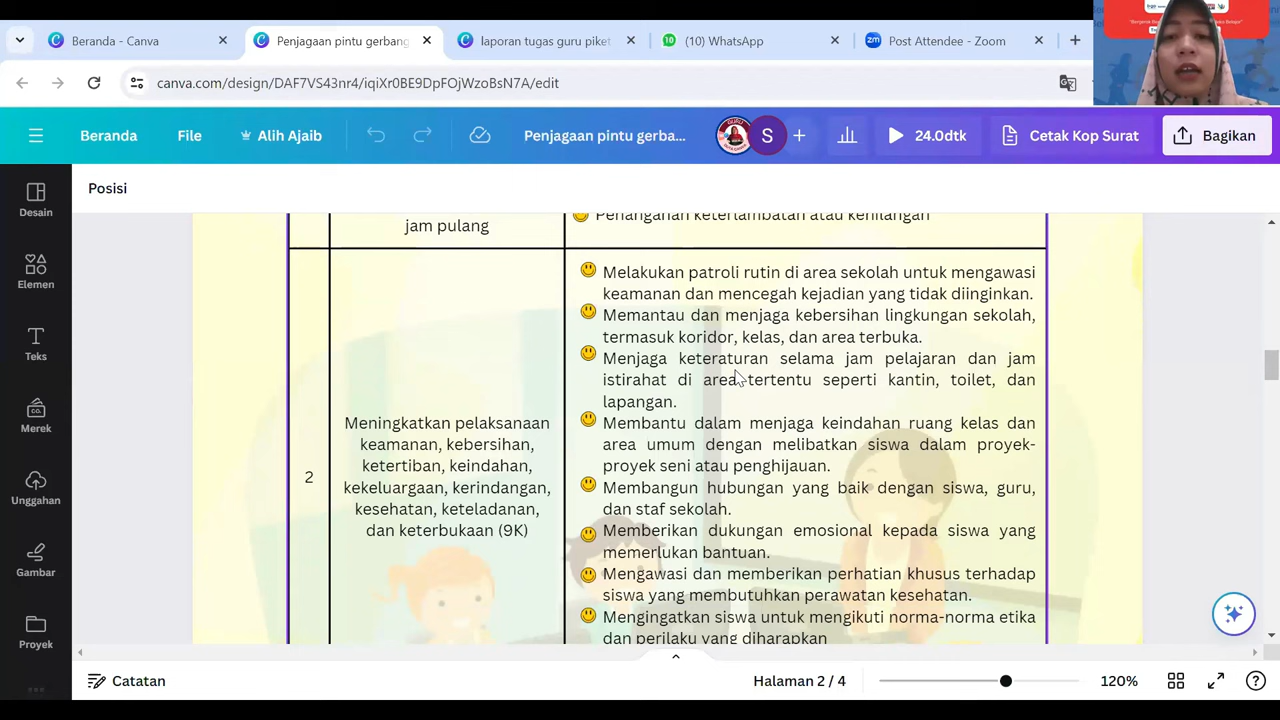 Beranda - Canva
Penjagaan pintu gerbang
laporan tugas guru piket
(10) WhatsApp
Post Attendee - Zoom
canva.com/design/DAF7VS43nr4/iqiXr0BE9DpFOjWzoBsN7A/edit
Beranda
File
Alih Ajaib
Penjagaan pintu gerba...
S
24.0dtk
Cetak Kop Surat
Bagikan
Posisi
Desain
Elemen
Teks
Merek
Unggahan
Gambar
Proyek
jam pulang
Penanganan keterlambatan atau kehilangan
2
Meningkatkan pelaksanaan
keamanan, kebersihan,
ketertiban, keindahan,
kekeluargaan, kerindangan,
kesehatan, keteladanan,
dan keterbukaan (9K)
Melakukan patroli rutin di area sekolah untuk mengawasi
keamanan dan mencegah kejadian yang tidak diinginkan.
Memantau dan menjaga kebersihan lingkungan sekolah,
termasuk koridor, kelas, dan area terbuka.
Menjaga keteraturan selama jam pelajaran dan jam
istirahat di area tertentu seperti kantin, toilet, dan
lapangan.
Membantu dalam menjaga keindahan ruang kelas dan
area umum dengan melibatkan siswa dalam proyek-
proyek seni atau penghijauan.
Membangun hubungan yang baik dengan siswa, guru,
dan staf sekolah.
Memberikan dukungan emosional kepada siswa yang
memerlukan bantuan.
Mengawasi dan memberikan perhatian khusus terhadap
siswa yang membutuhkan perawatan kesehatan.
Mengingatkan siswa untuk mengikuti norma-norma etika
dan perilaku yang diharapkan
Catatan
Halaman 2 / 4
120%